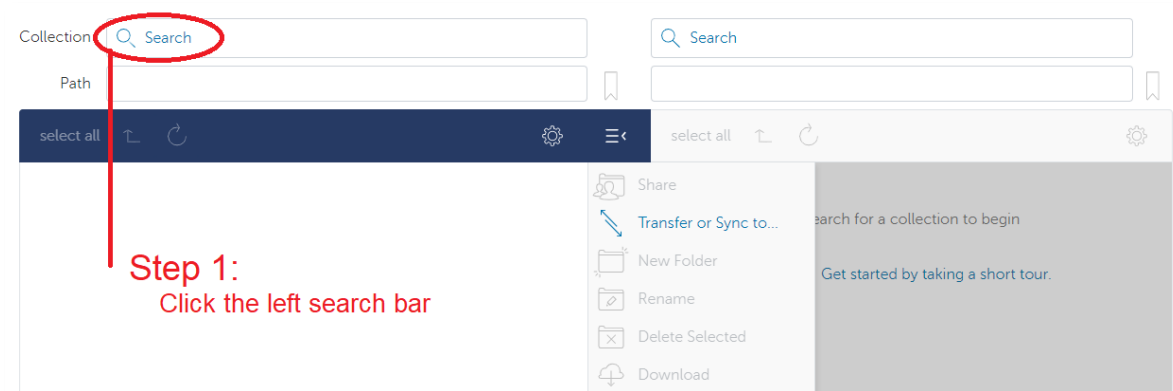 Collection Search Search
Path
select all select all
Share
Transfer or Sync to... earch for a collection to begin
New Folder
Get started by taking a short tour.
Step 1:
Click the left search bar
Rename
Delete Selected
Download